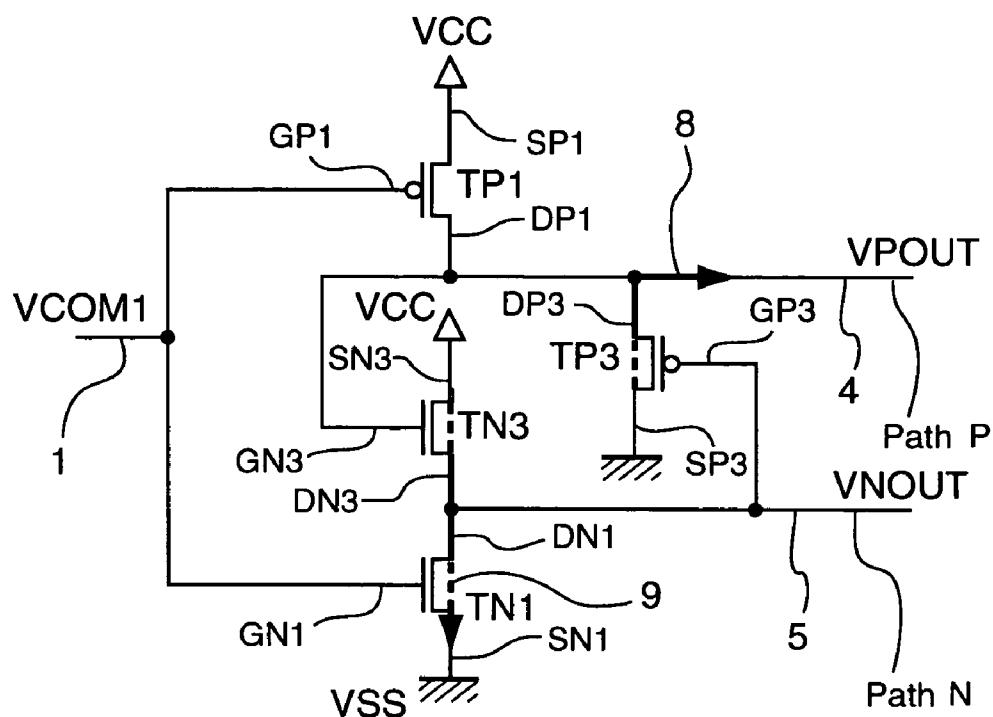 VCC
GP1
SP1
8
TP1
DP1
VPOUT
VCOM1
VCC
DP3
GP3
SN3
TP3
1
TN3
4
GN3
SP3
Path P
DN3
VNOUT
DN1
9
GN1
TN1
SN1
5
VSS
Path N